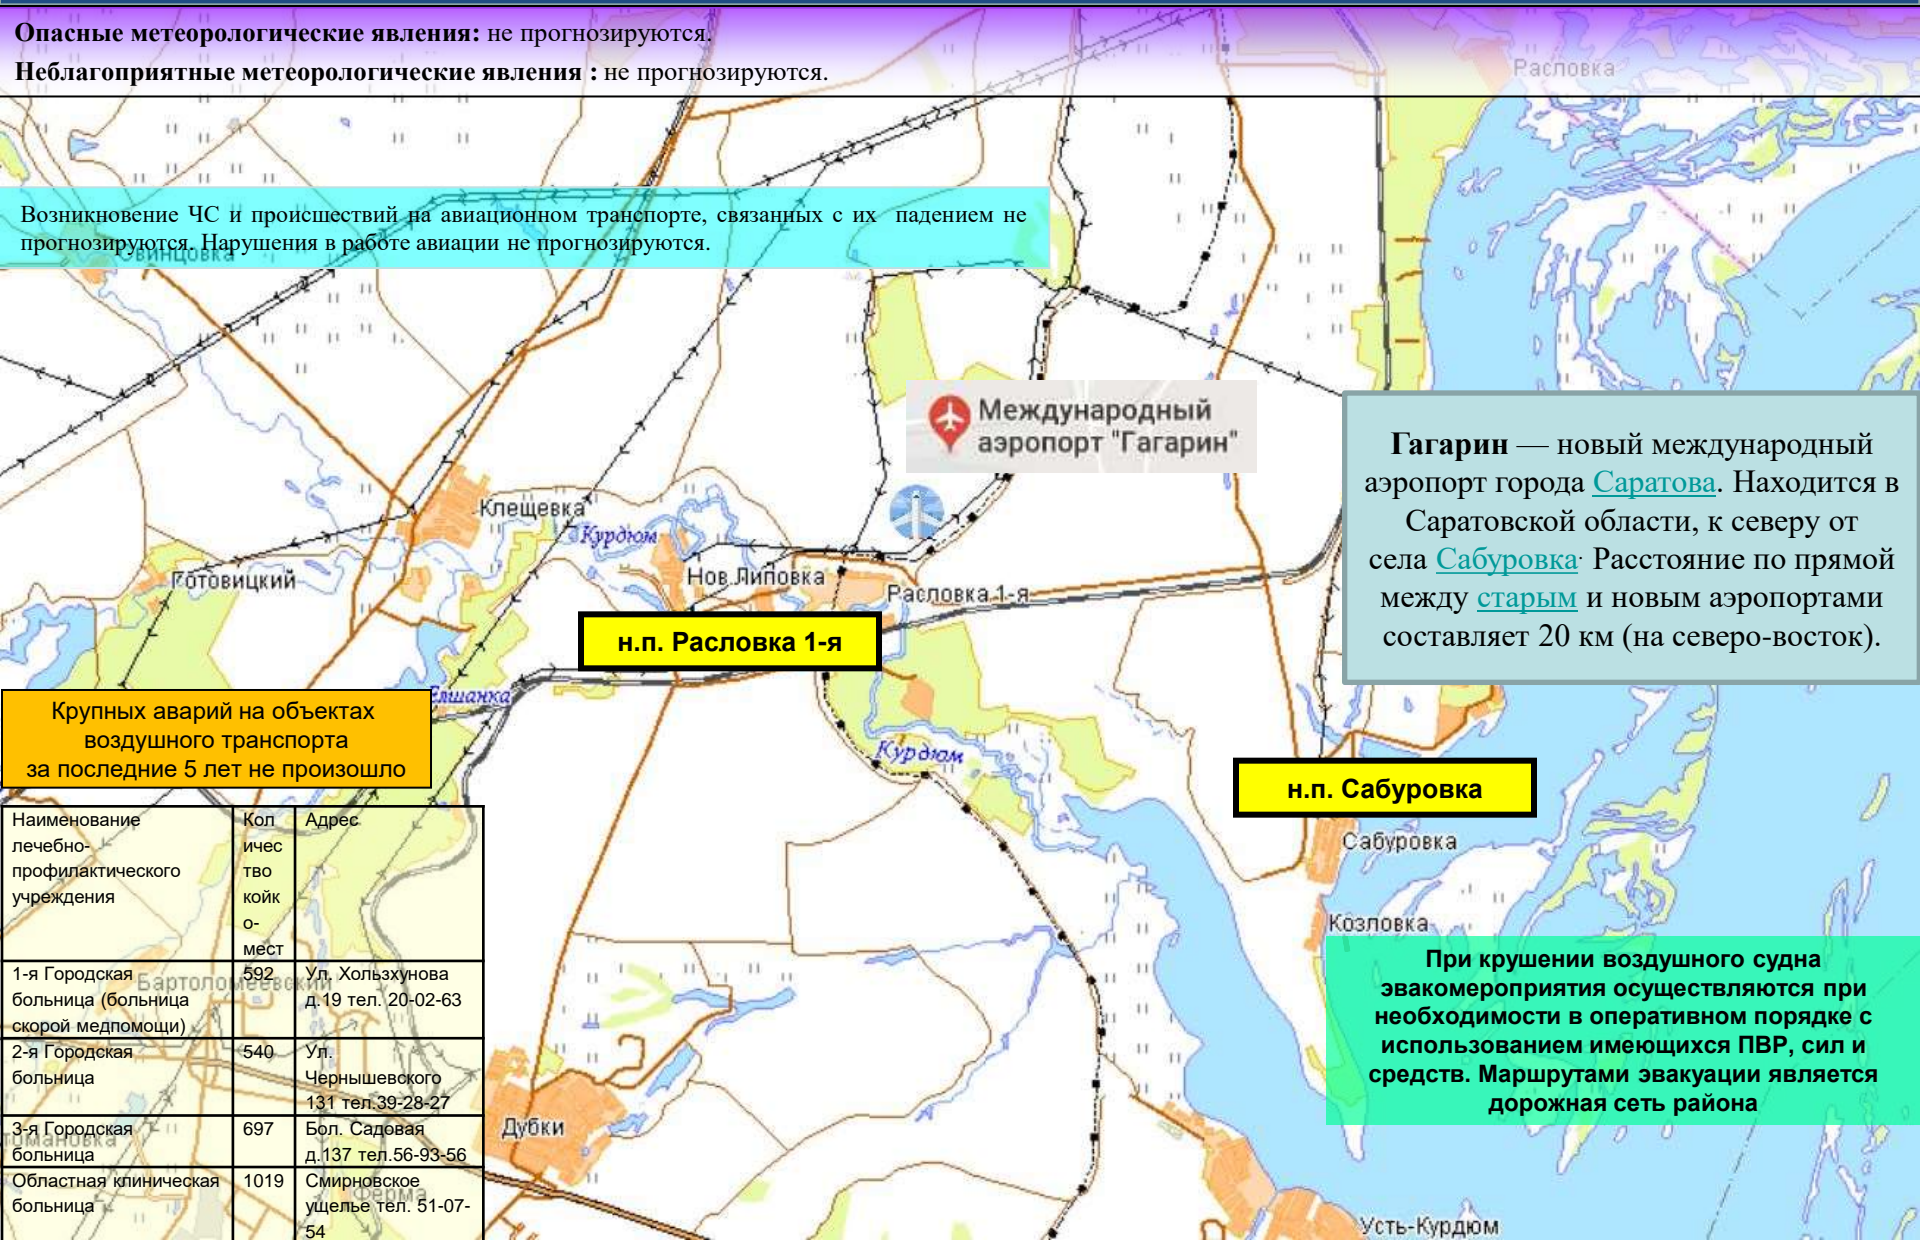 Опасные метеорологические явления: не прогнозируются.
Неблагоприятные метеорологические явления : не прогнозируются.
Расловка
Возникновение ЧС и происшествий на авиационном транспорте, связанных с их падением не
прогнозируются. Нарушения в работе авиации не прогнозируются.
Свинцовка
Международный
аэропорт "Гагарин"
Гагарин — новый международный
аэропорт города Саратова. Находится в
Саратовской области, к северу от
села Сабуровка. Расстояние по прямой
между старым и новым аэропортами
составляет 20 км (на северо-восток).
Клещевка
Курдюм
Готовицкий
Нов.Липовка
Расловка 1-я
н.п. Расловка 1-я
Елшанка
Крупных аварий на объектах
воздушного транспорта
за последние 5 лет не произошло
Курдюм
н.п. Сабуровка
Сабуровка
Козловка
Наименование
лечебно-
профилактического
учреждения
Кол
ичес
тво
койк
о-
мест
Адрес
1-я Городская
больница (больница
скорой медпомощи)
592
Ул. Хользхунова
д.19 тел. 20-02-63
Бартоломеевский
2-я Городская
больница
540
Ул.
Чернышевского
131 тел.39-28-27
3-я Городская
больница
697
Бол. Садовая
д.137 тел.56-93-56
Областная клиническая
больница
1019
Смирновское
ущелье тел. 51-07-
54
Ферма
Дубки
При крушении воздушного судна
эвакомероприятия осуществляются при
необходимости в оперативном порядке с
использованием имеющихся ПВР, сил и
средств. Маршрутами эвакуации является
дорожная сеть района
Усть-Курдюм